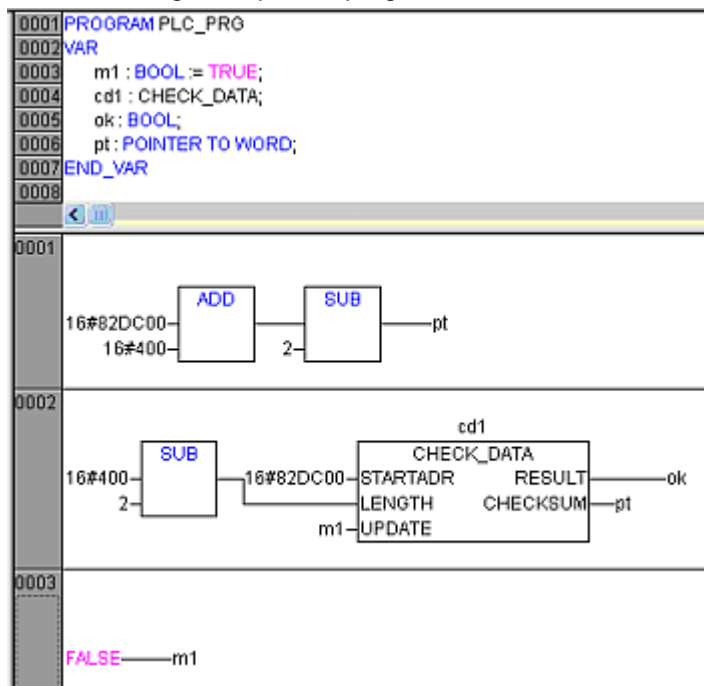 0001 PROGRAM PLC_PRG
0002 VAR
0003 m1 : BOOL := TRUE;
0004 cd1 : CHECK_DATA;
0005 ok : BOOL;
0006 pt : POINTER TO WORD;
0007 END_VAR
0008
0001
ADD SUB
16#82DC00 pt
16#400 2
0002
cd1
SUB CHECK_DATA
16#400 16#82DC00 STARTADR RESULT ok
2 LENGTH CHECKSUM pt
m1 UPDATE
0003
FALSE m1